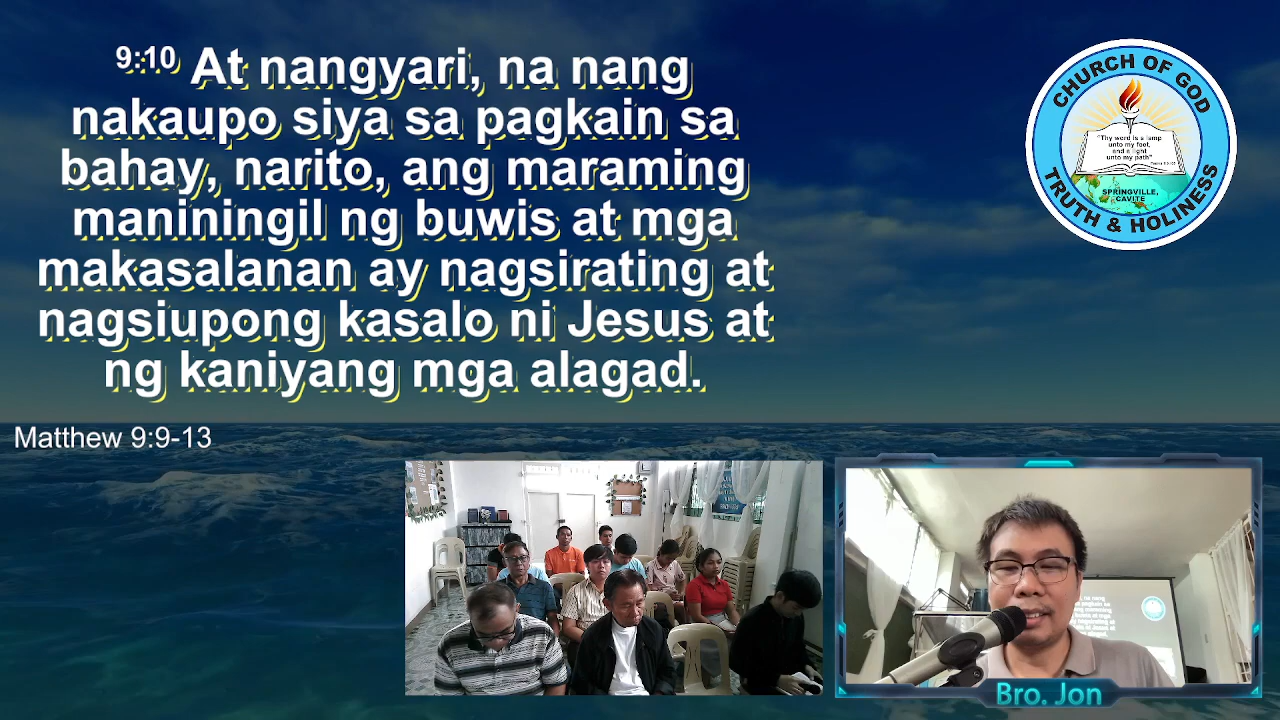 9:10 At nangyari, na nang
nakaupo siya sa pagkain sa
bahay, narito, ang maraming
maniningil ng buwis at mga
makasalanan ay nagsirating at
nagsiupong kasalo ni Jesus at
ng kaniyang mga alagad.
Matthew 9:9-13
CHURCH OF GOD
"Thy word is a lamp
unto my feet,
and a light
unto my path"
SPRINGVILLE,
CAVITE
TRUTH & HOLINESS
Bro. Jon